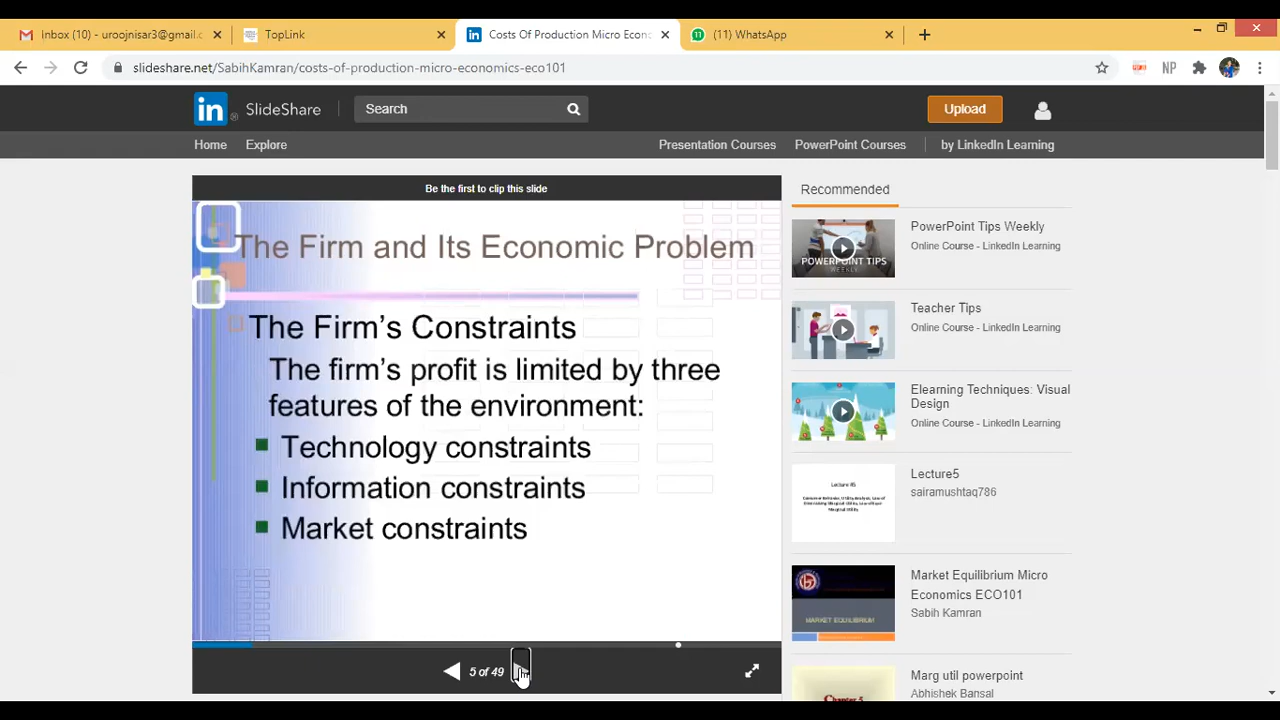 Inbox (10) - uroojnisar3@gmail.c
TopLink
Costs Of Production Micro Econ
(11) WhatsApp
slideshare.net/SabihKamran/costs-of-production-micro-economics-eco101
NP
in SlideShare
Search
Upload
Home Explore
Presentation Courses PowerPoint Courses by LinkedIn Learning
Be the first to clip this slide
The Firm and Its Economic Problem
The Firm's Constraints
The firm's profit is limited by three
features of the environment:
Technology constraints
Information constraints
Market constraints
5 of 49
Recommended
POWERPOINT TIPS
WEEKLY
PowerPoint Tips Weekly
Online Course - LinkedIn Learning
Teacher Tips
Online Course - LinkedIn Learning
Elearning Techniques: Visual
Design
Online Course - LinkedIn Learning
Lecture5
sairamushtaq786
MARKET EQUILIBRIUM
Market Equilibrium Micro
Economics ECO101
Sabih Kamran
Chapter 5
Marg util powerpoint
Abhishek Bansal